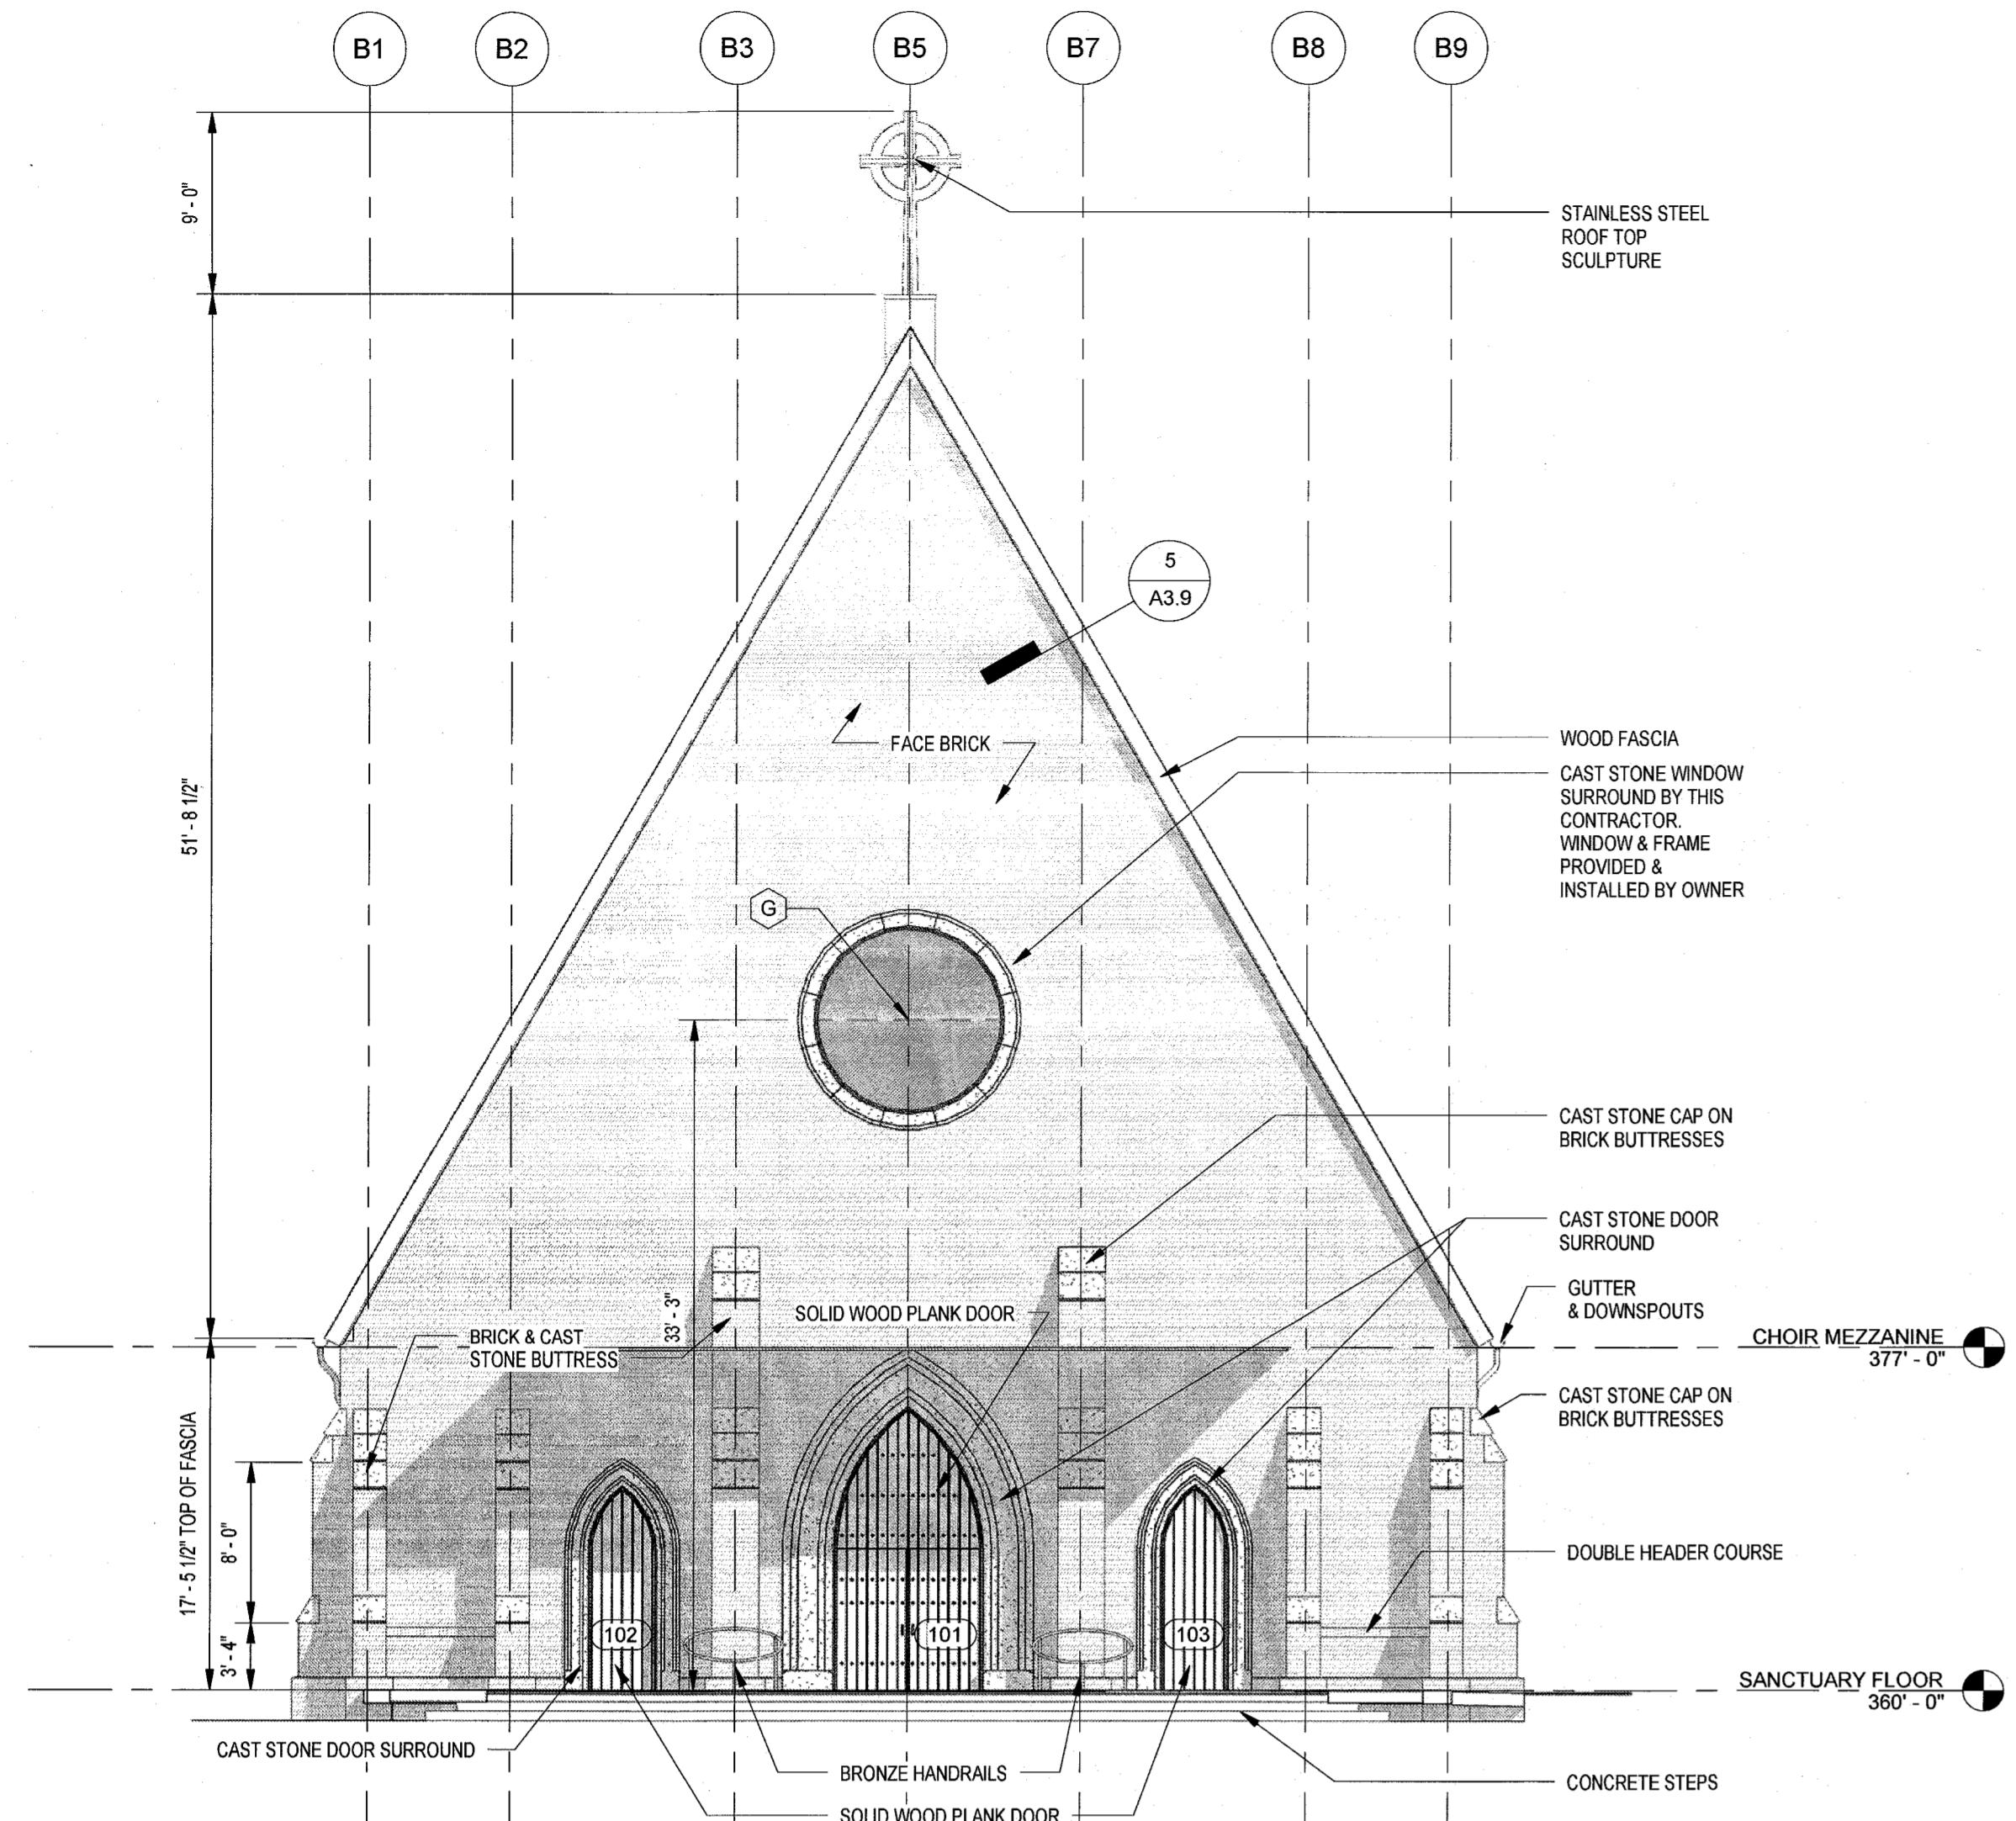 B1
B2
B3
B5
B7
B8
B9
9' - 0"
STAINLESS STEEL
ROOF TOP
SCULPTURE
5
A3.9
51' - 8 1/2"
FACE BRICK
WOOD FASCIA
CAST STONE WINDOW
SURROUND BY THIS
CONTRACTOR.
WINDOW & FRAME
PROVIDED &
INSTALLED BY OWNER
G
CAST STONE CAP ON
BRICK BUTTRESSES
CAST STONE DOOR
SURROUND
33' - 3"
SOLID WOOD PLANK DOOR
GUTTER
& DOWNSPOUTS
BRICK & CAST
STONE BUTTRESS
CHOIR MEZZANINE
377' - 0"
CAST STONE CAP ON
BRICK BUTTRESSES
17' - 5 1/2" TOP OF FASCIA
8' - 0"
DOUBLE HEADER COURSE
3' - 4"
102
101
103
SANCTUARY FLOOR
360' - 0"
CAST STONE DOOR SURROUND
BRONZE HANDRAILS
CONCRETE STEPS
SOLID WOOD PLANK DOOR